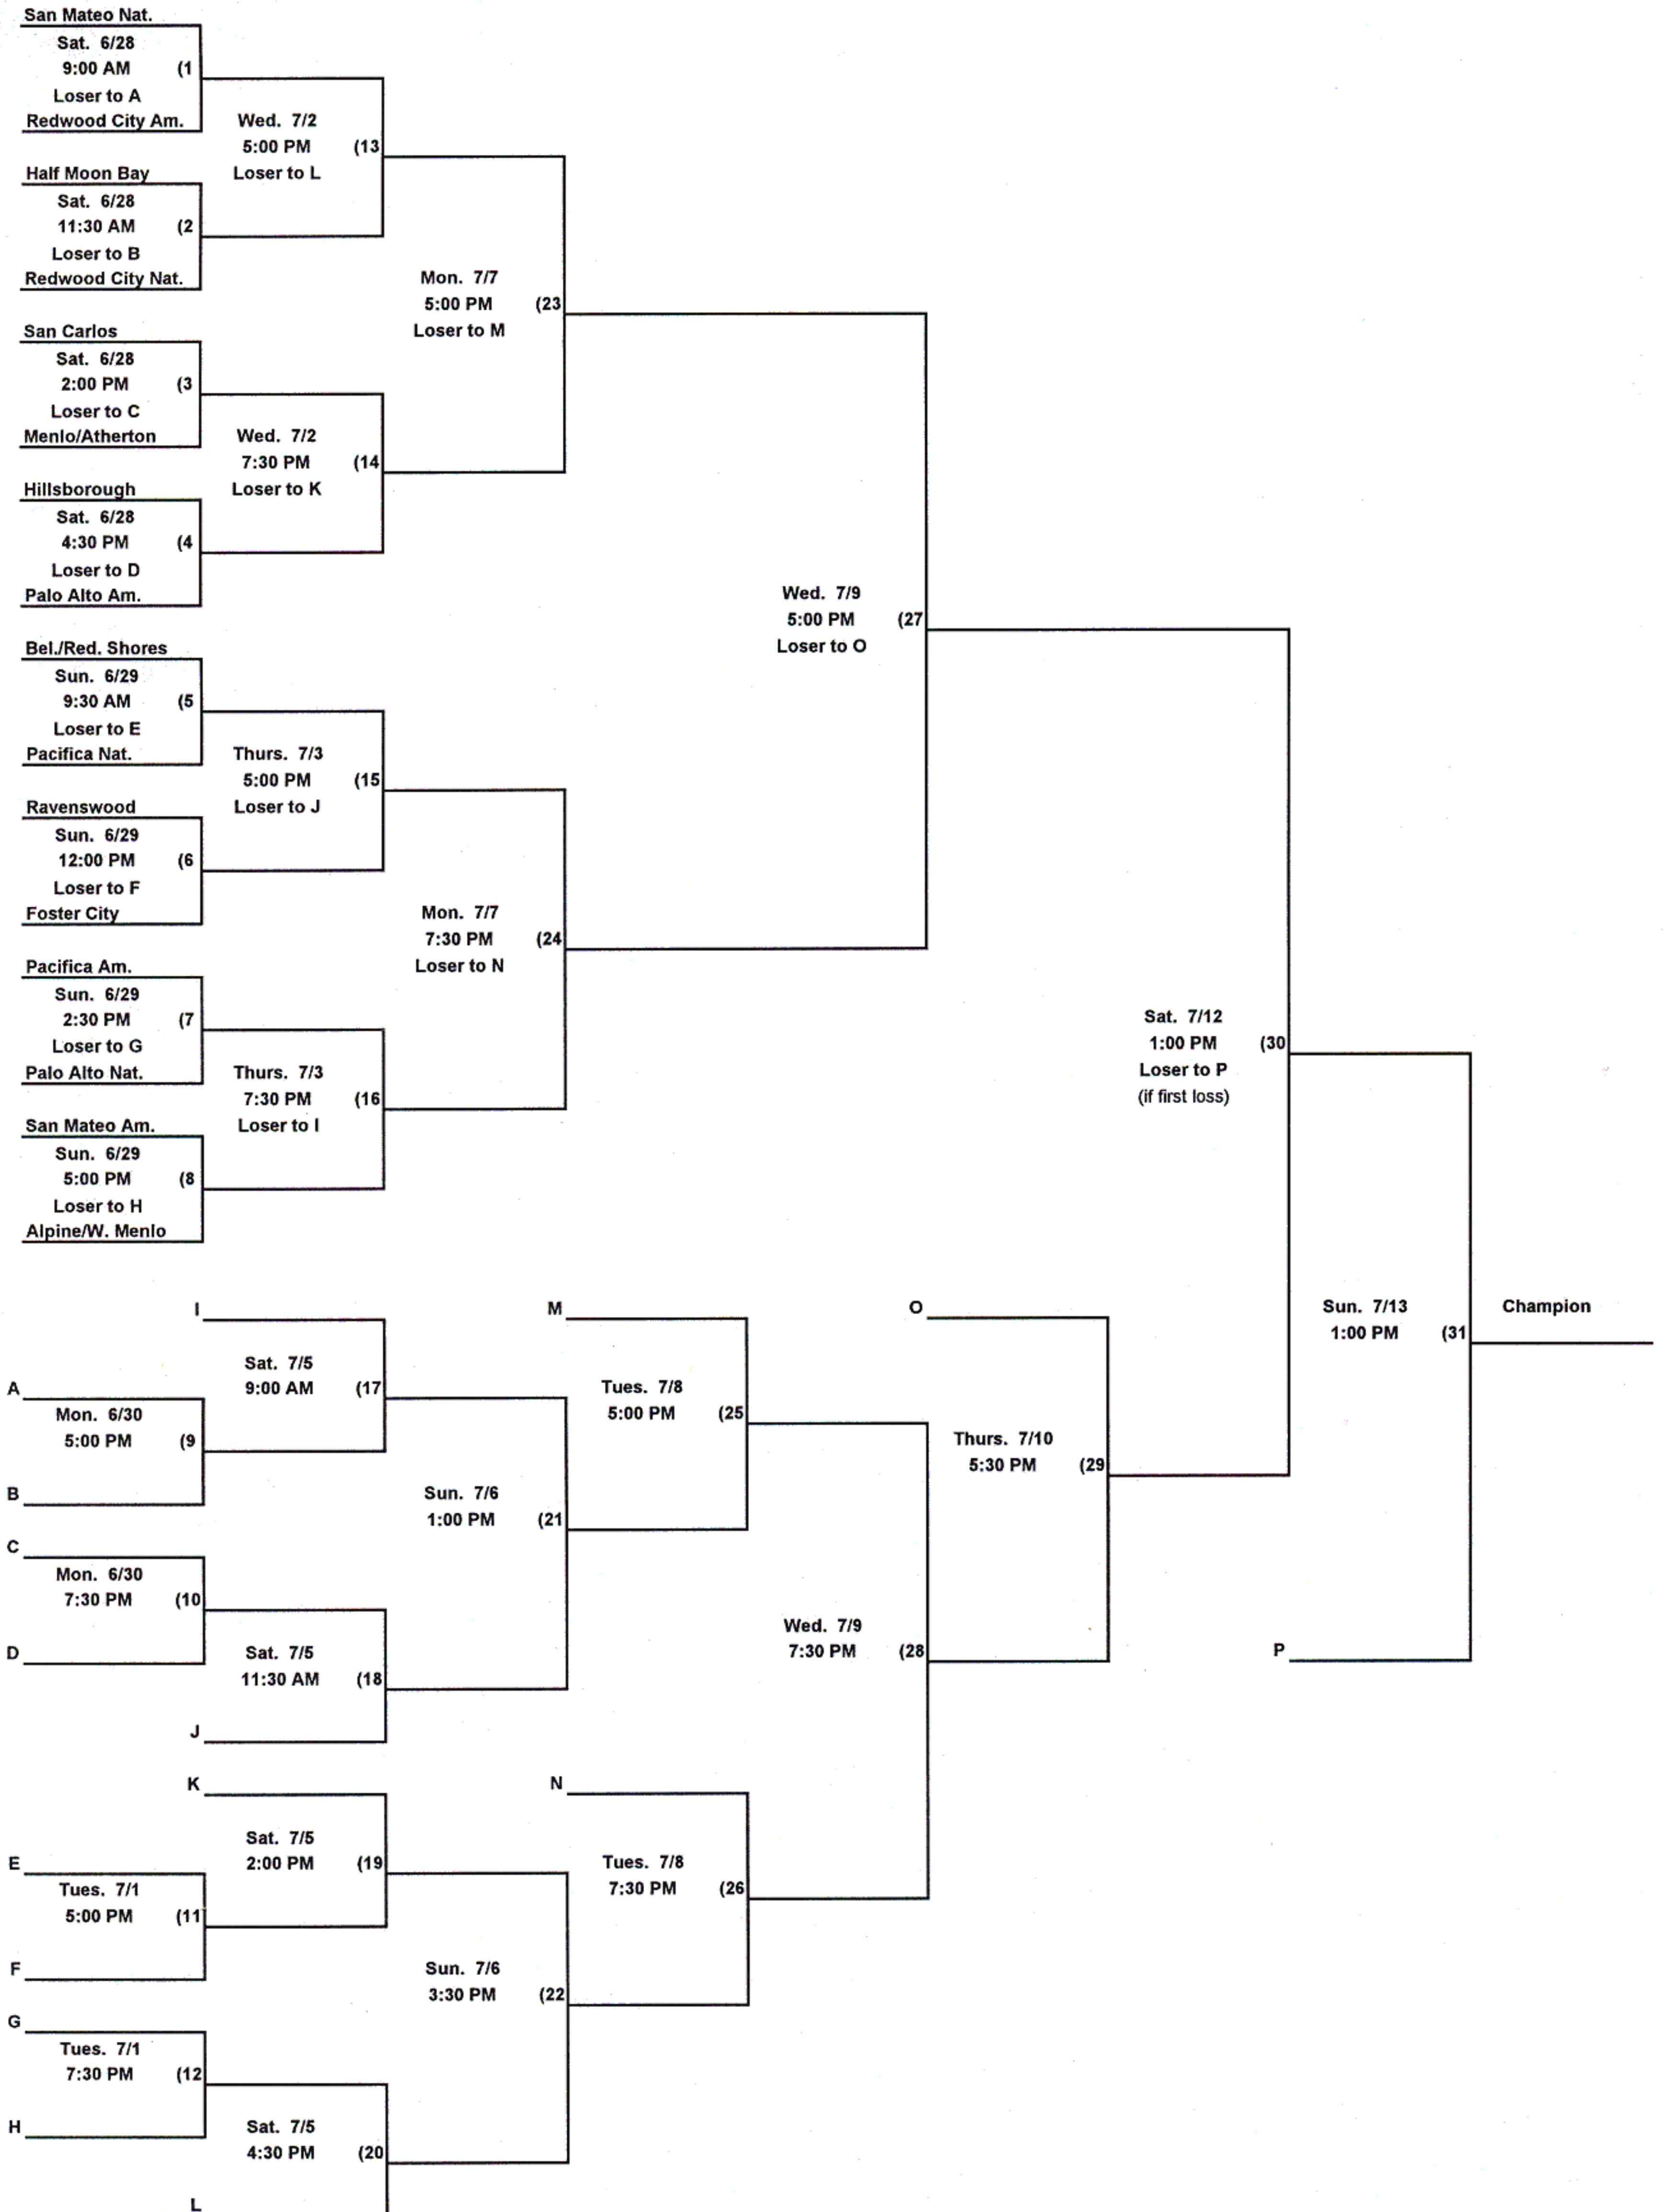 San Mateo Nat.
Sat. 6/28
9:00 AM (1
Loser to A
Redwood City Am.
Wed. 7/2
5:00 PM (13
Loser to L
Half Moon Bay
Sat. 6/28
11:30 AM (2
Loser to B
Redwood City Nat.
Mon. 7/7
5:00 PM (23
Loser to M
San Carlos
Sat. 6/28
2:00 PM (3
Loser to C
Menlo/Atherton
Wed. 7/2
7:30 PM (14
Loser to K
Hillsborough
Sat. 6/28
4:30 PM (4
Loser to D
Palo Alto Am.
Wed. 7/9
5:00 PM (27
Loser to O
Bel./Red. Shores
Sun. 6/29
9:30 AM (5
Loser to E
Pacifica Nat.
Thurs. 7/3
5:00 PM (15
Loser to J
Ravenswood
Sun. 6/29
12:00 PM (6
Loser to F
Foster City
Mon. 7/7
7:30 PM (24
Loser to N
Pacifica Am.
Sun. 6/29
2:30 PM (7
Loser to G
Palo Alto Nat.
Thurs. 7/3
7:30 PM (16
Loser to I
San Mateo Am.
Sun. 6/29
5:00 PM (8
Loser to H
Alpine/W. Menlo
Sat. 7/12
1:00 PM (30
Loser to P
(if first loss)
Sun. 7/13
1:00 PM (31
Champion
I
Sat. 7/5
9:00 AM (17
A
Mon. 6/30
5:00 PM (9
B
M
Tues. 7/8
5:00 PM (25
O
Thurs. 7/10
5:30 PM (29
Sun. 7/6
1:00 PM (21
C
Mon. 6/30
7:30 PM (10
D
Sat. 7/5
11:30 AM (18
J
Wed. 7/9
7:30 PM (28
P
K
Sat. 7/5
2:00 PM (19
N
Tues. 7/8
7:30 PM (26
E
Tues. 7/1
5:00 PM (11
F
Sun. 7/6
3:30 PM (22
G
Tues. 7/1
7:30 PM (12
H
Sat. 7/5
4:30 PM (20
L